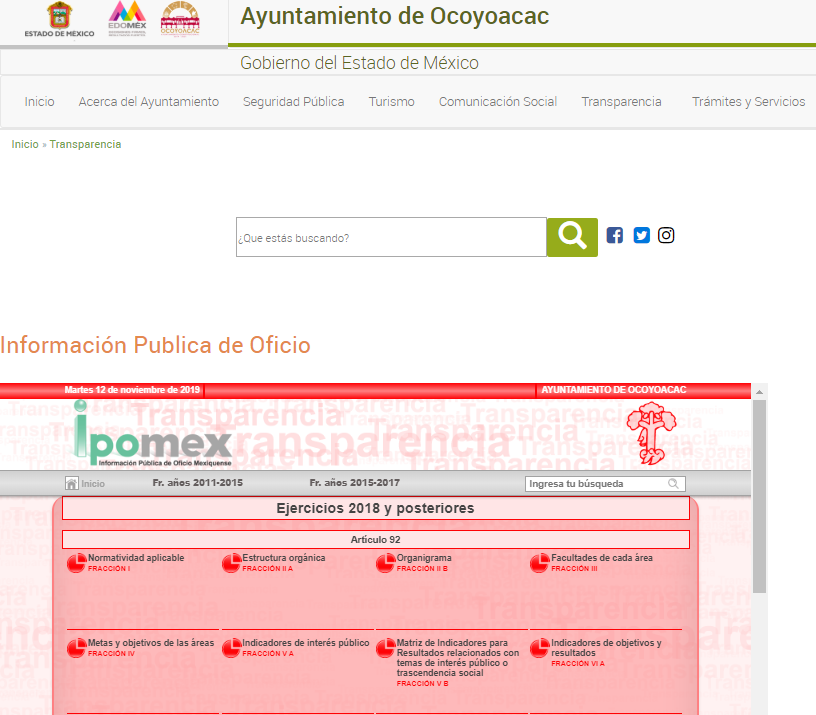 Ayuntamiento de Ocoyoacac
ESTADO DE MÉXICO
EDOMÉX
OCOYOACAC
Gobierno del Estado de México
Inicio Acerca del Ayuntamiento Seguridad Pública Turismo Comunicación Social Transparencia Trámites y Servicios
Inicio » Transparencia
¿Que estás buscando?
Información Publica de Oficio
Martes 12 de noviembre de 2019 AYUNTAMIENTO DE OCOYOACAC
Transparencia
ipomex
Información Pública de Oficio Mexiquense
Inicio Fr. años 2011-2015 Fr. años 2015-2017 Ingresa tu búsqueda
Ejercicios 2018 y posteriores
Artículo 92
Normatividad aplicable
FRACCIÓN I
Estructura orgánica
FRACCIÓN II A
Organigrama
FRACCIÓN II B
Facultades de cada área
FRACCIÓN III
Metas y objetivos de las áreas
FRACCIÓN IV
Indicadores de interés público
FRACCIÓN V A
Matriz de Indicadores para
Resultados relacionados con
temas de interés público o
trascendencia social
FRACCIÓN V B
Indicadores de objetivos y
resultados
FRACCIÓN VI A